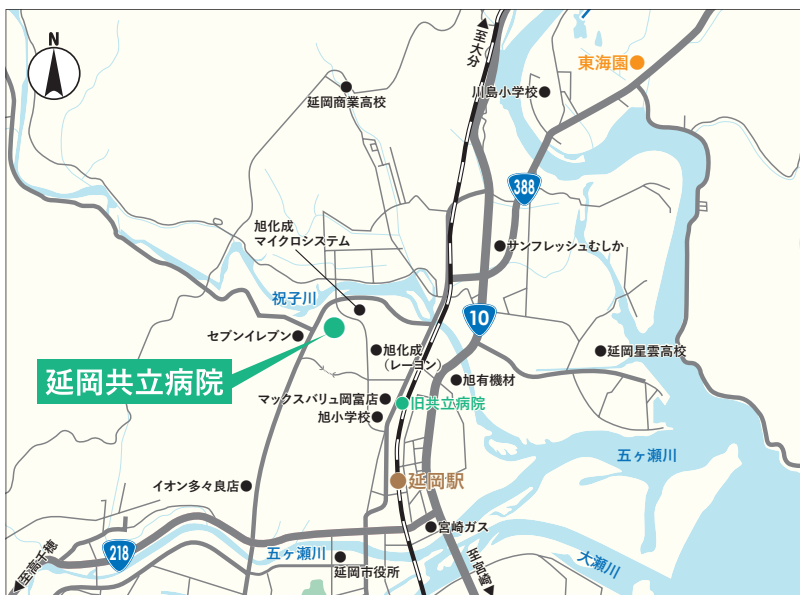 N
至大分
東海園
川島小学校
延岡商業高校
388
旭化成
マイクロシステム
サンフレッシュむしか
祝子川
10
セブンイレブン
旭化成
(レーヨン)
延岡星雲高校
延岡共立病院
旭有機材
マックスバリュ岡富店
旧共立病院
旭小学校
五ヶ瀬川
延岡駅
イオン多々良店
宮崎ガス
218
五ヶ瀬川
至高千穂
延岡市役所
至宮崎
大瀬川